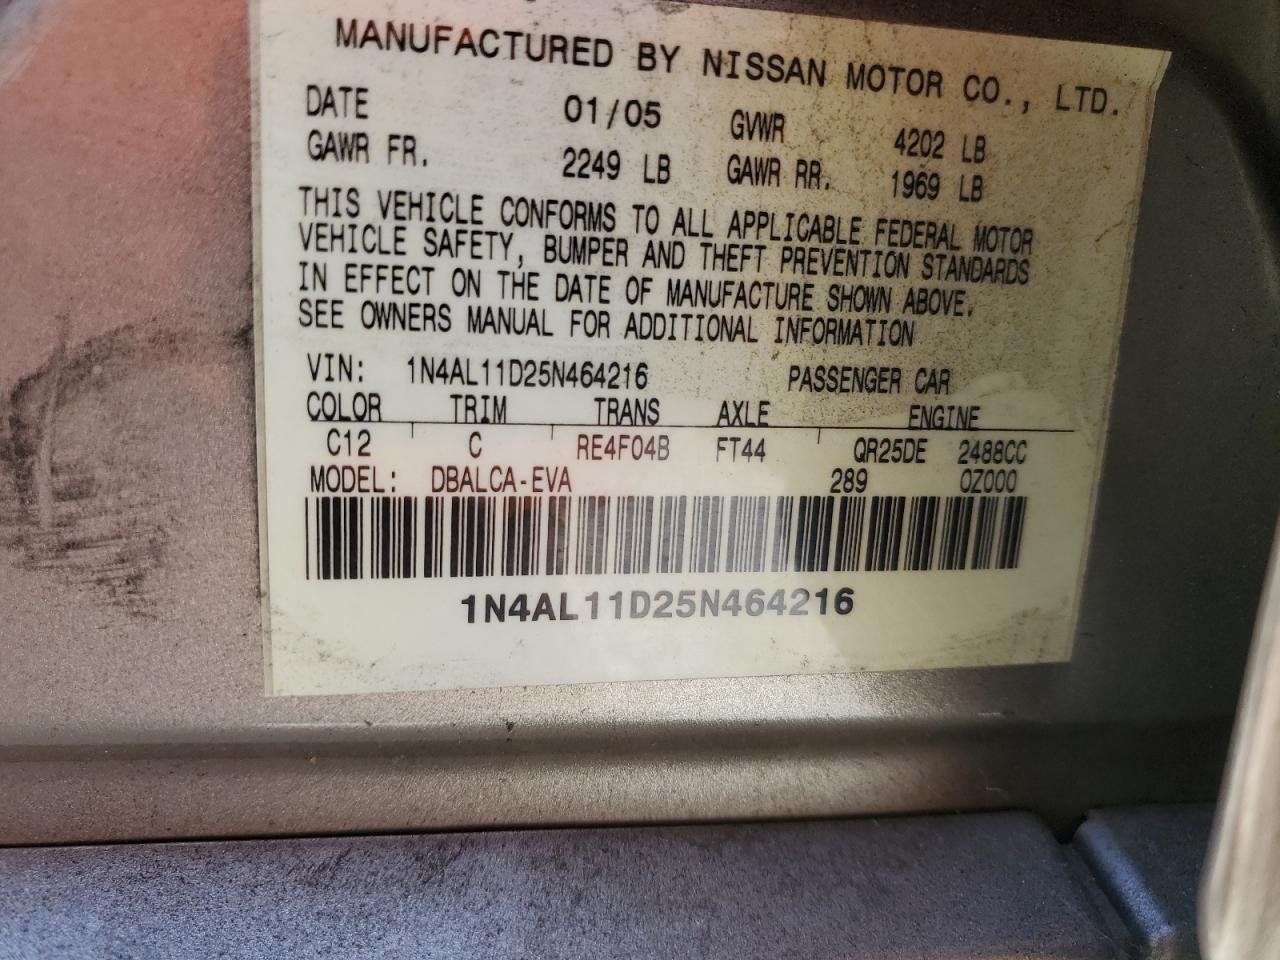 MANUFACTURED BY NISSAN MOTOR CO., LTD.
DATE 01/05 GVWR 4202 LB
GAWR FR. 2249 LB GAWR RR. 1969 LB
THIS VEHICLE CONFORMS TO ALL APPLICABLE FEDERAL MOTOR
VEHICLE SAFETY, BUMPER AND THEFT PREVENTION STANDARDS
IN EFFECT ON THE DATE OF MANUFACTURE SHOWN ABOVE.
SEE OWNERS MANUAL FOR ADDITIONAL INFORMATION
VIN: 1N4AL11D25N464216 PASSENGER CAR
COLOR TRIM TRANS AXLE ENGINE
C12 C RE4F04B FT44 QR25DE 2488CC
MODEL: DBALCA-EVA 289 0Z000
1N4AL11D25N464216